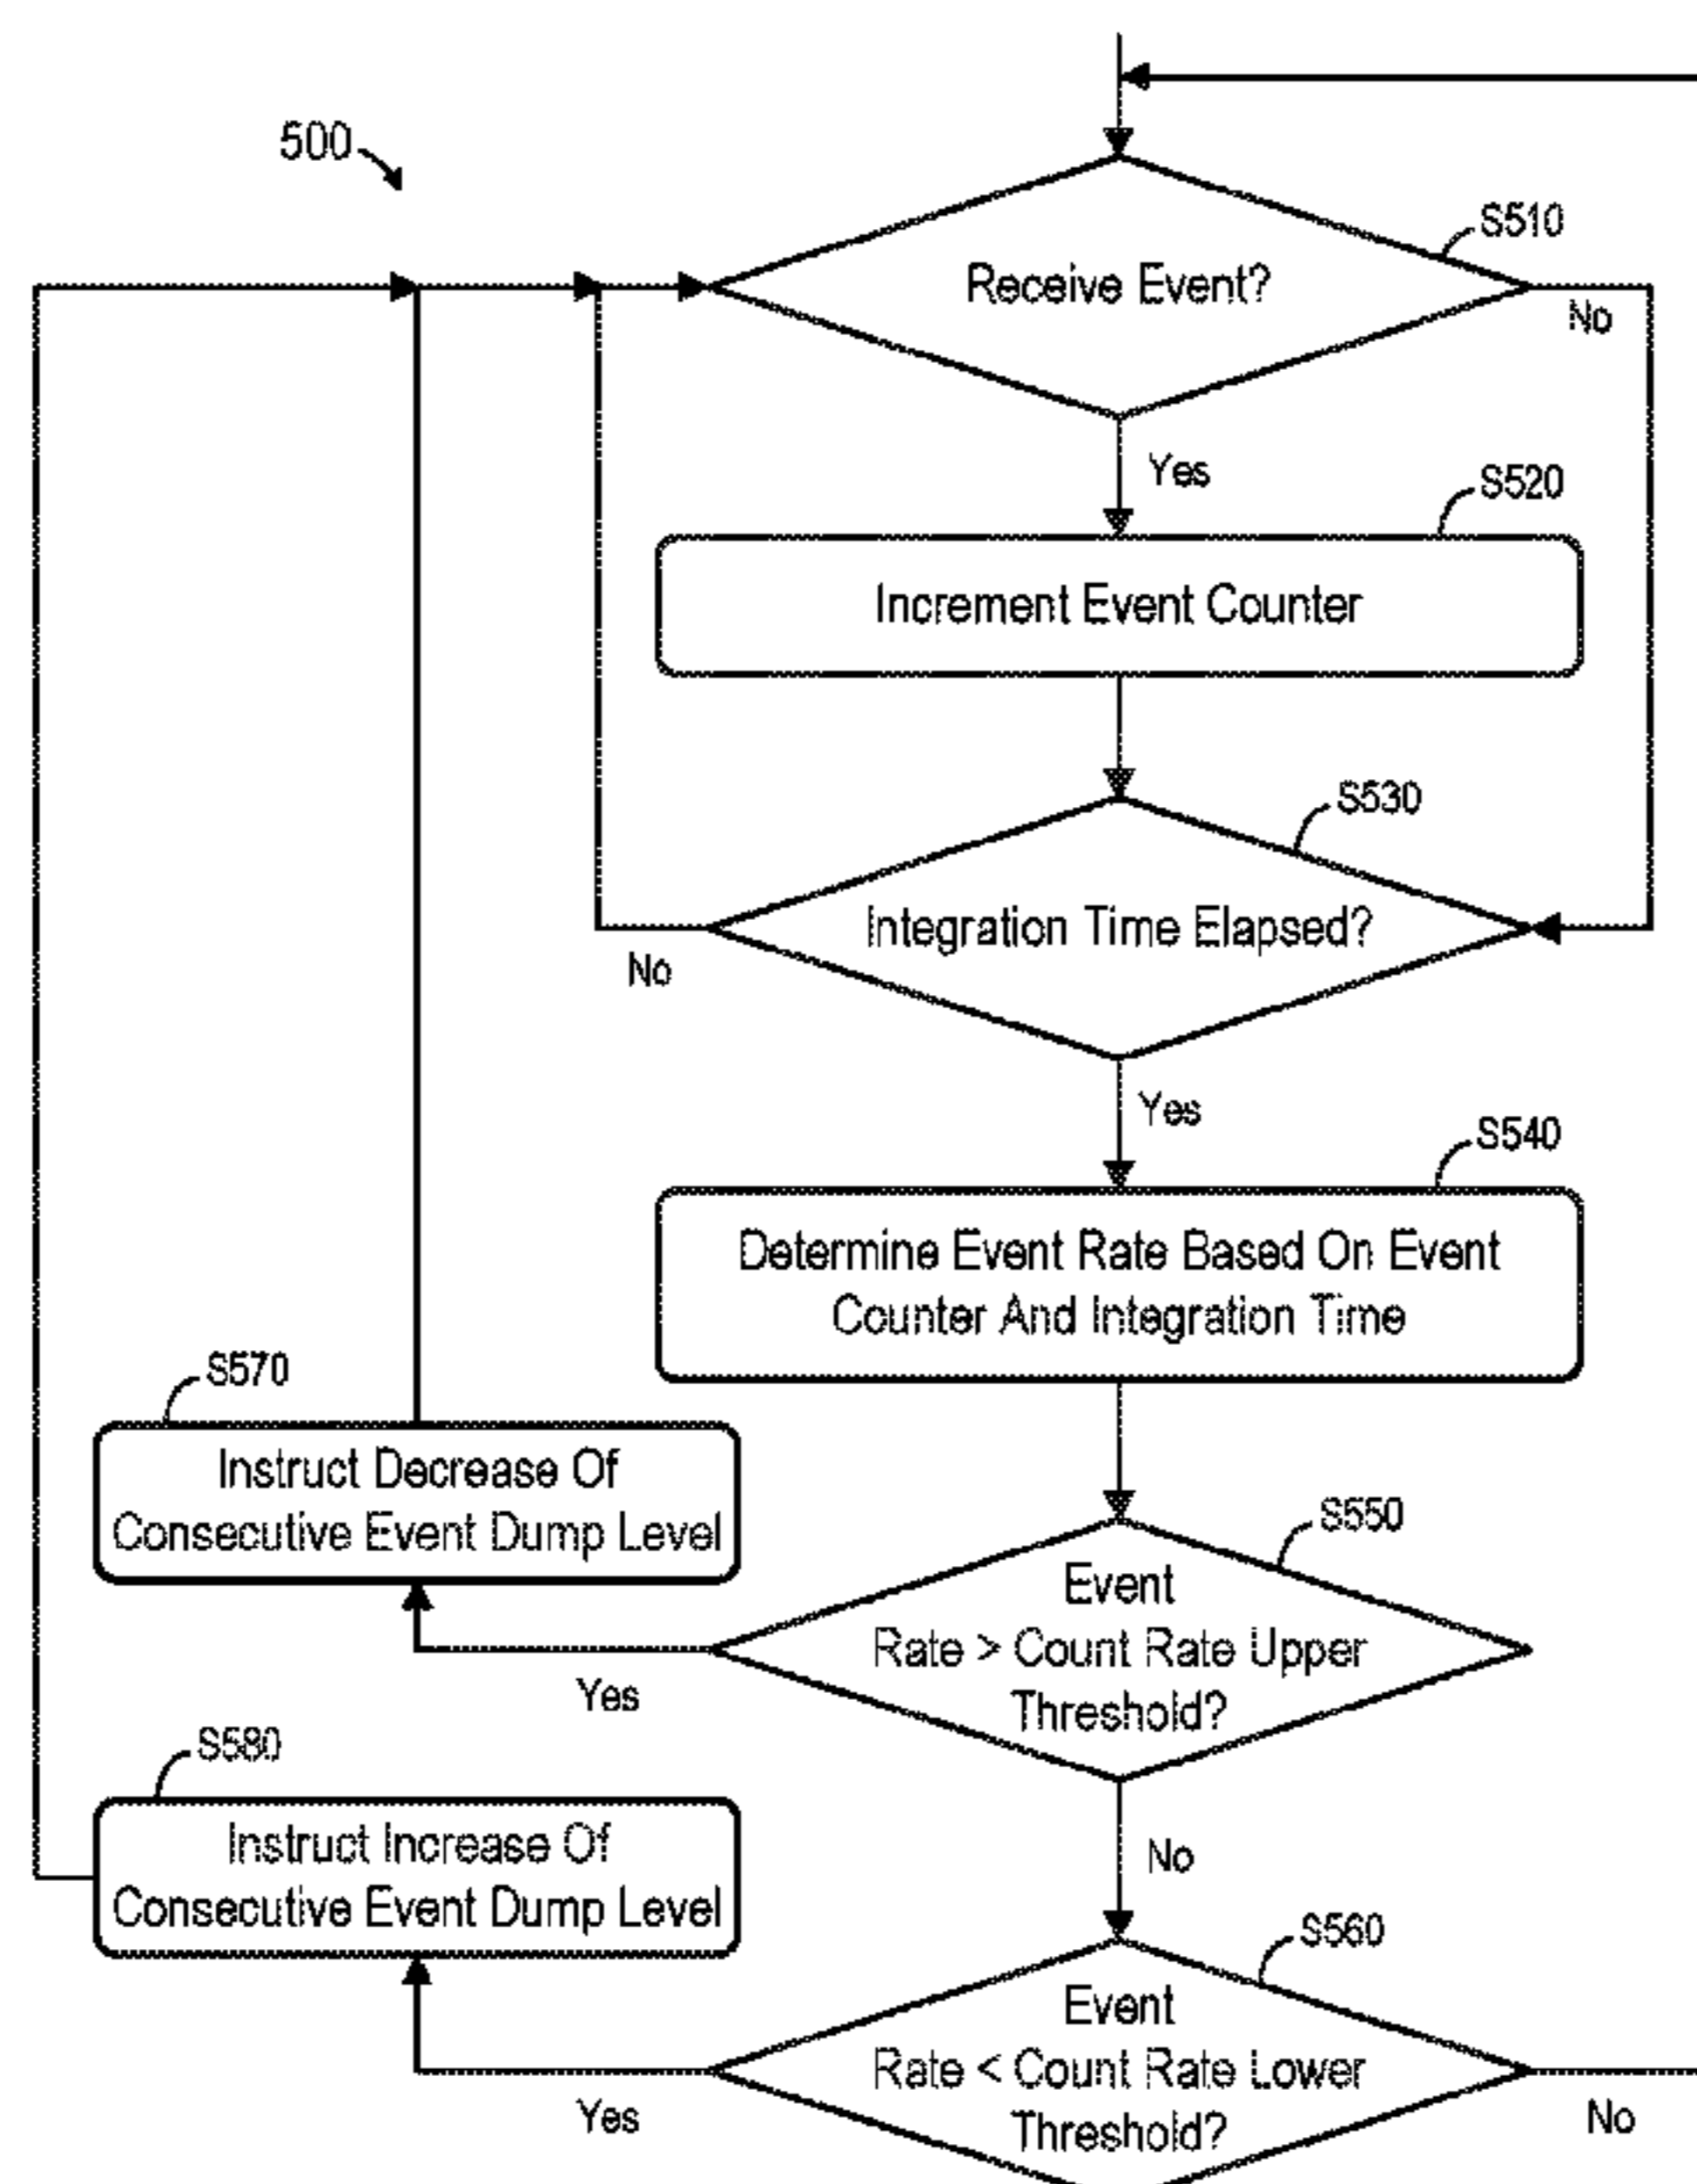 500
S510
Receive Event?
No
Yes
S520
Increment Event Counter
S530
Integration Time Elapsed?
No
Yes
S540
Determine Event Rate Based On Event
Counter And Integration Time
S570
Instruct Decrease Of
Consecutive Event Dump Level
S550
Event
Rate > Count Rate Upper
Threshold?
Yes
S580
Instruct Increase Of
Consecutive Event Dump Level
No
S560
Event
Rate < Count Rate Lower
Threshold?
Yes
No